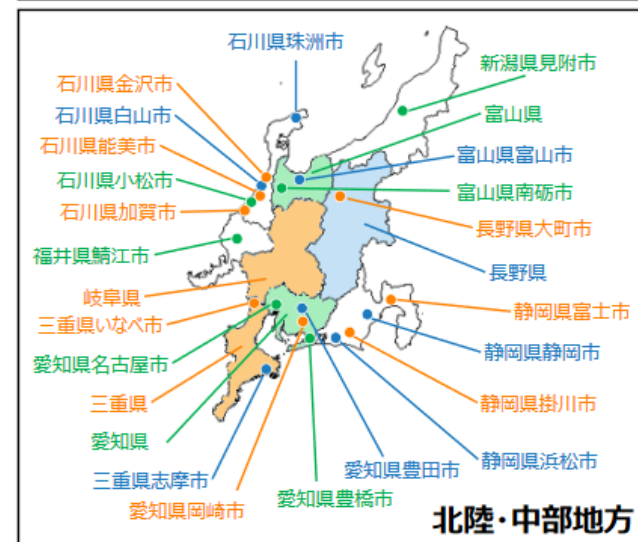 石川県珠洲市
新潟県見附市
石川県金沢市
石川県白山市
富山県
石川県能美市
富山県富山市
石川県小松市
富山県南砺市
石川県加賀市
長野県大町市
福井県鯖江市
長野県
岐阜県
静岡県富士市
三重県いなべ市
静岡県静岡市
愛知県名古屋市
三重県
静岡県掛川市
愛知県
静岡県浜松市
愛知県豊田市
三重県志摩市
愛知県豊橋市
愛知県岡崎市
北陸・中部地方